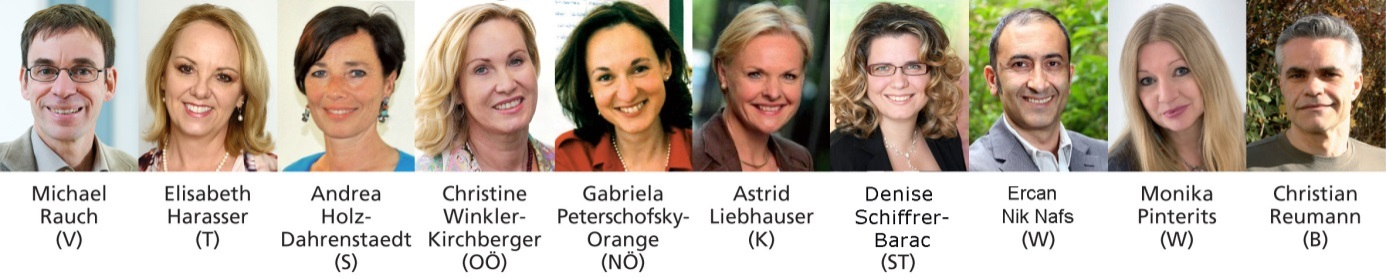 Michael
Rauch
(V)
Elisabeth
Harasser
(T)
Andrea
Holz-
Dahrenstaedt
(S)
Christine
Winkler-
Kirchberger
(OÖ)
Gabriela
Peterschofsky-
Orange
(NÖ)
Astrid
Liebhauser
(K)
Denise
Schiffrer-
Barac
(ST)
Ercan
Nik Nafs
(W)
Monika
Pinterits
(W)
Christian
Reumann
(B)